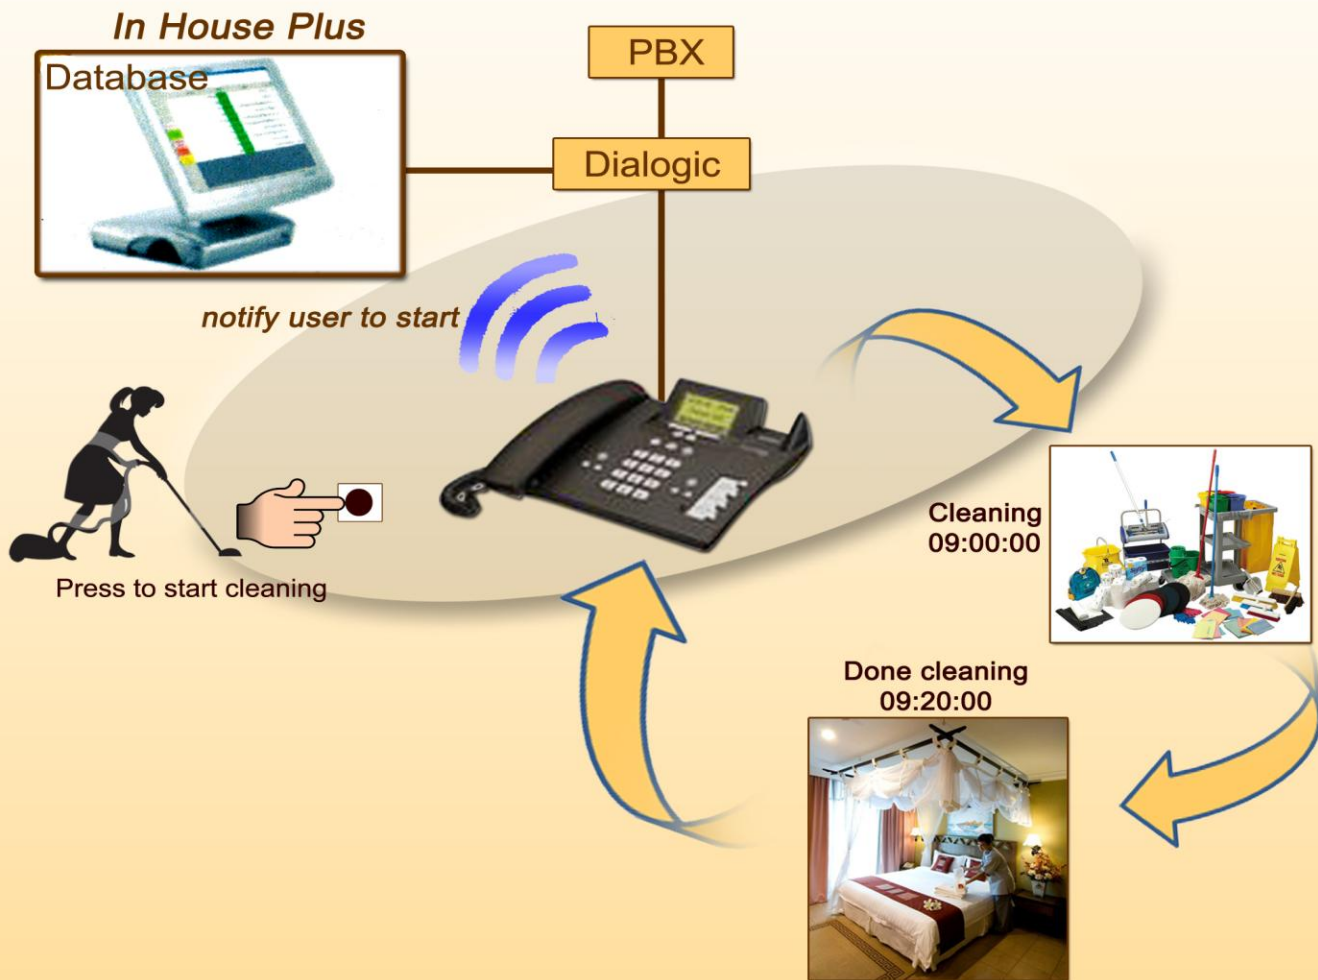 In House Plus
Database
PBX
Dialogic
notify user to start
Press to start cleaning
Cleaning
09:00:00
Done cleaning
09:20:00